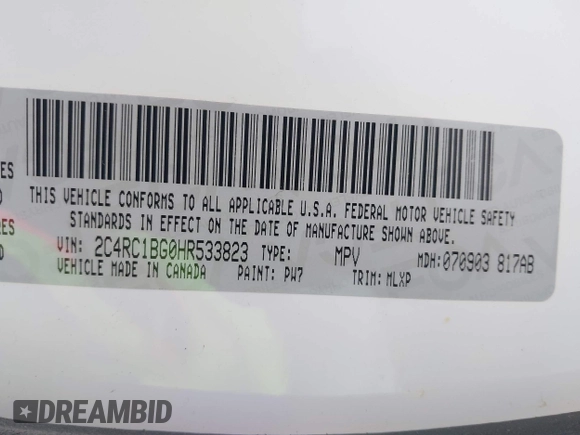 THIS VEHICLE CONFORMS TO ALL APPLICABLE U.S.A. FEDERAL MOTOR VEHICLE SAFETY
STANDARDS IN EFFECT ON THE DATE OF MANUFACTURE SHOWN ABOVE.
VIN: 2C4RC1BG0HR533823 TYPE: MPV MDH: 070903 817AB
VEHICLE MADE IN CANADA PAINT: PW7 TRIM: MLXP
DREAMBID